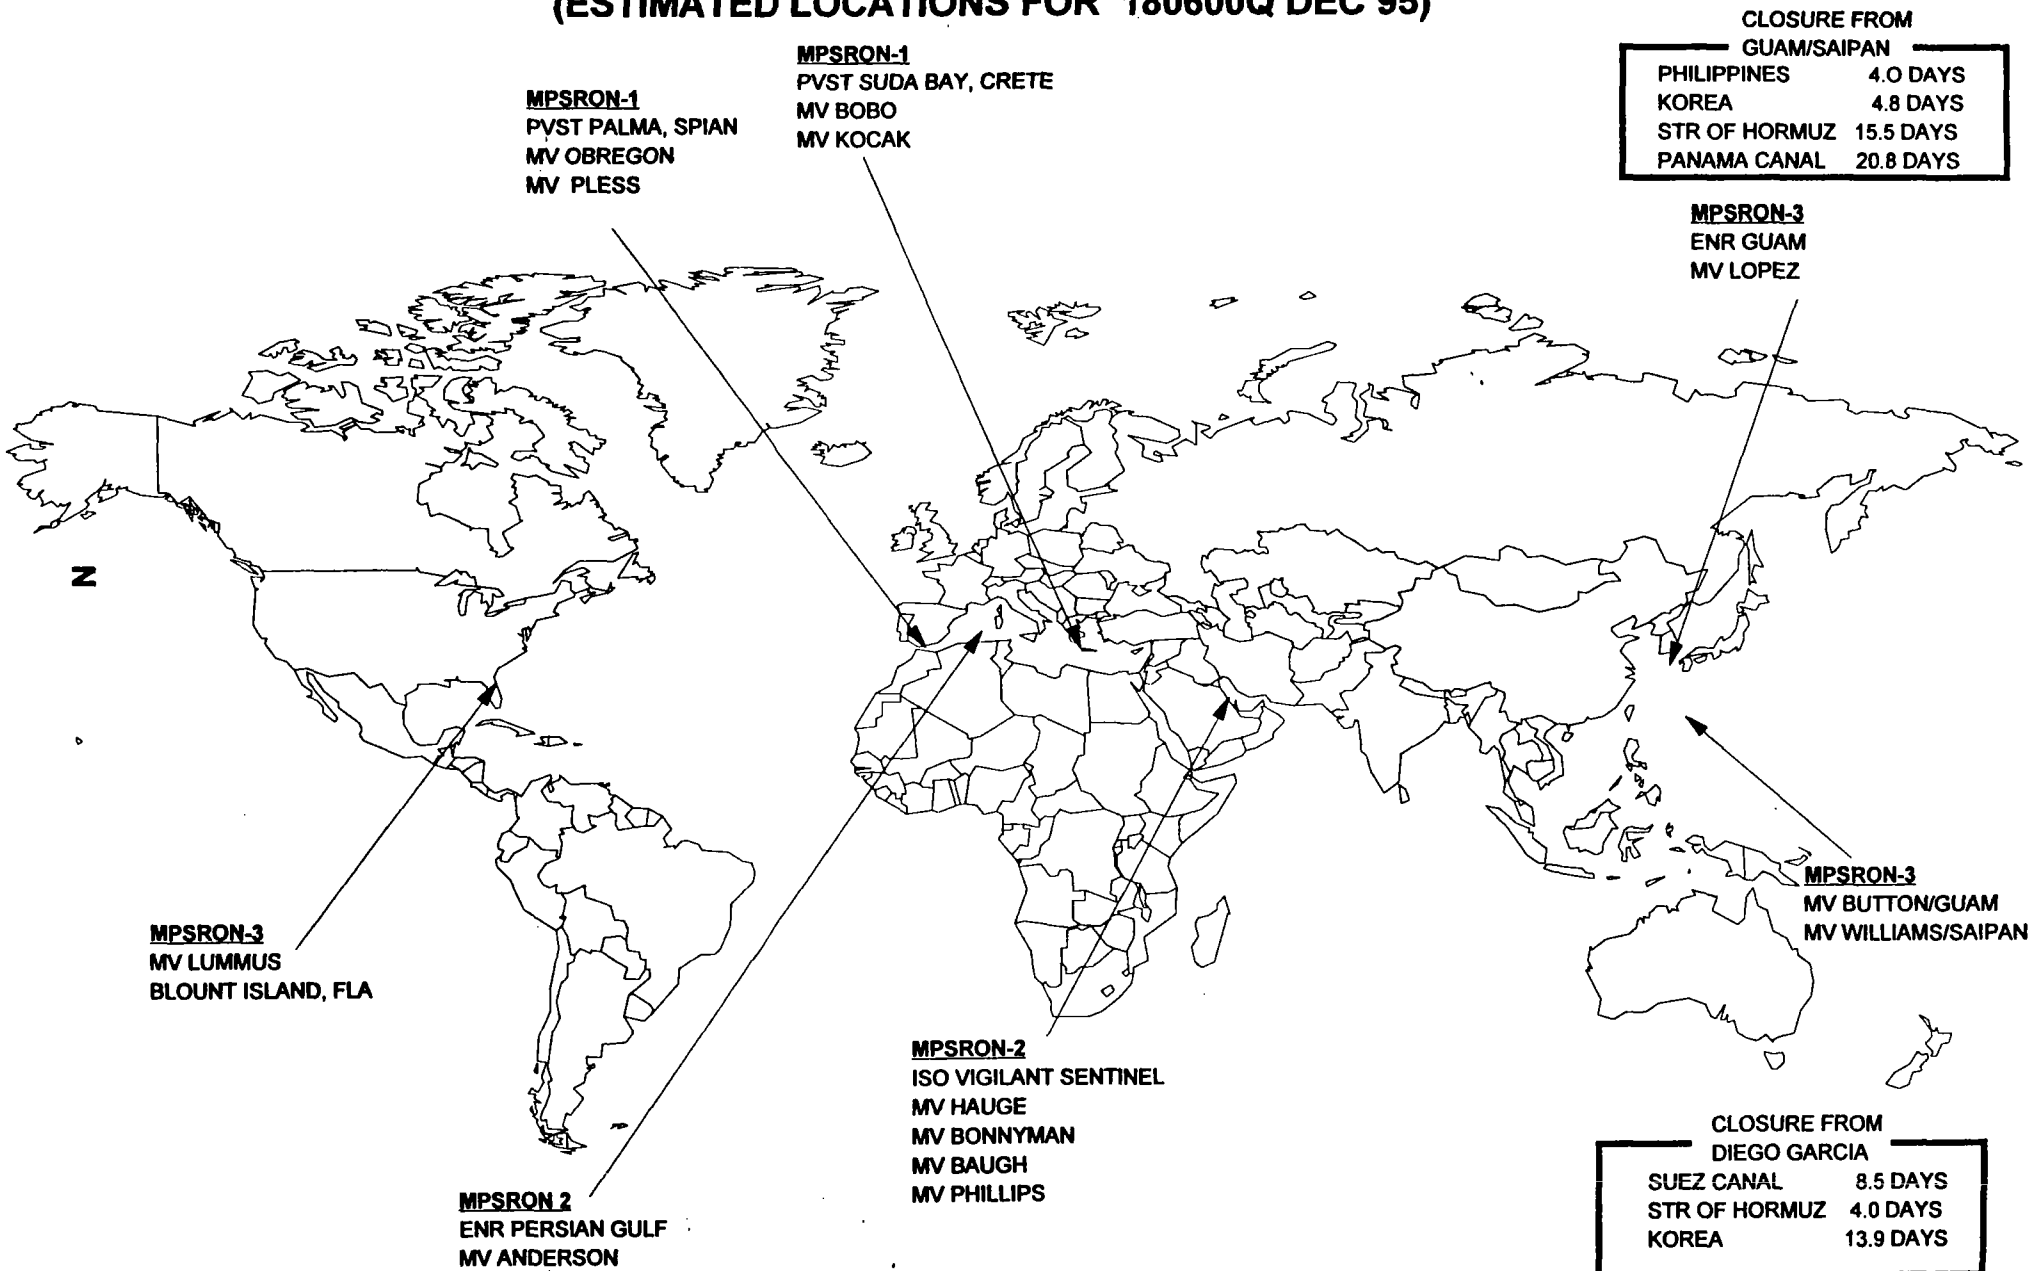 (ESTIMATED LOCATIONS FOR 180600Q DEC 95)
MPSRON-1
PVST PALMA, SPIAN
MV OBREGON
MV PLESS
MPSRON-1
PVST SUDA BAY, CRETE
MV BOBO
MV KOCAK
CLOSURE FROM
GUAM/SAIPAN
PHILIPPINES 4.O DAYS
KOREA 4.8 DAYS
STR OF HORMUZ 15.5 DAYS
PANAMA CANAL 20.8 DAYS
MPSRON-3
ENR GUAM
MV LOPEZ
Z
MPSRON-3
MV BUTTON/GUAM
MV WILLIAMS/SAIPAN
MPSRON-3
MV LUMMUS
BLOUNT ISLAND, FLA
MPSRON-2
ISO VIGILANT SENTINEL
MV HAUGE
MV BONNYMAN
MV BAUGH
MV PHILLIPS
MPSRON 2
ENR PERSIAN GULF
MV ANDERSON
CLOSURE FROM
DIEGO GARCIA
SUEZ CANAL 8.5 DAYS
STR OF HORMUZ 4.0 DAYS
KOREA 13.9 DAYS